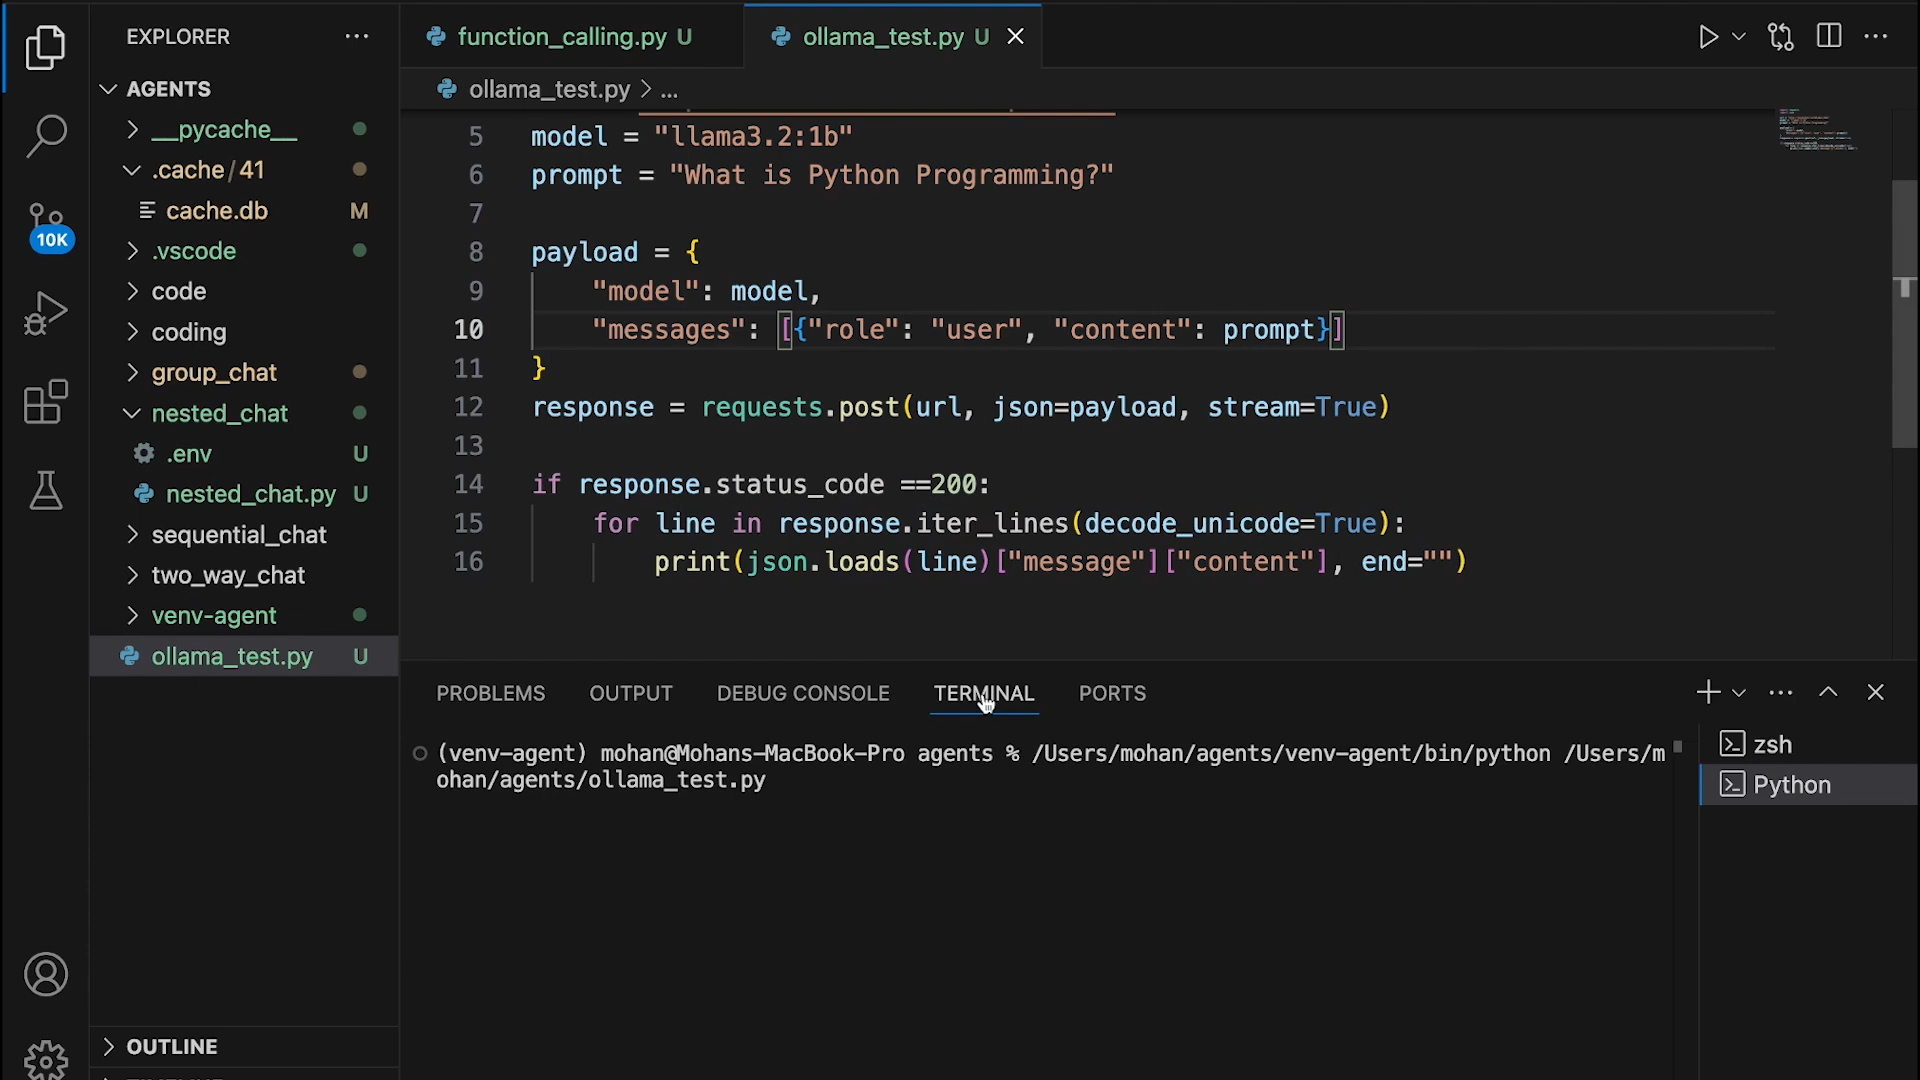 EXPLORER
AGENTS
__pycache__
.cache/41
cache.db M
.vscode
code
coding
group_chat
nested_chat
.env U
nested_chat.py U
sequential_chat
two_way_chat
venv-agent
ollama_test.py U
OUTLINE
10K
function_calling.py U
ollama_test.py U
ollama_test.py > ...
5 model = "llama3.2:1b"
6 prompt = "What is Python Programming?"
7
8 payload = {
9 "model": model,
10 "messages": [{"role": "user", "content": prompt}]
11 }
12 response = requests.post(url, json=payload, stream=True)
13
14 if response.status_code ==200:
15 for line in response.iter_lines(decode_unicode=True):
16 print(json.loads(line)["message"]["content"], end="")
PROBLEMS OUTPUT DEBUG CONSOLE TERMINAL PORTS
(venv-agent) mohan@Mohans-MacBook-Pro agents % /Users/mohan/agents/venv-agent/bin/python /Users/m
ohan/agents/ollama_test.py
zsh
Python